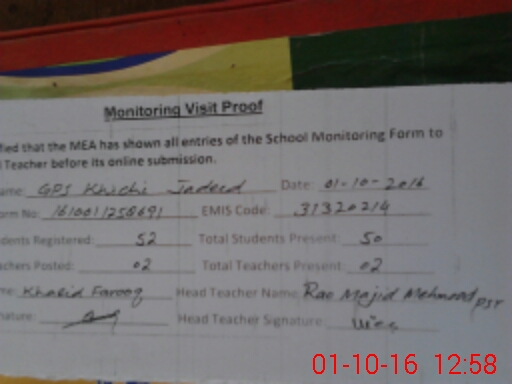 Monitoring Visit Proof
fied that the MEA has shown all entries of the School Monitoring Form to
Teacher before its online submission.
ame: GPS Khichi Jadeed Date: 01-10-2016
orm No: 1610011258691 EMIS Code: 31320214
dents Registered: 52 Total Students Present: 50
achers Posted: 02 Total Teachers Present: 02
me: Khalid Farooq Head Teacher Name: Rao Majid Mehmood PST
nature: Head Teacher Signature:
01-10-16 12:58